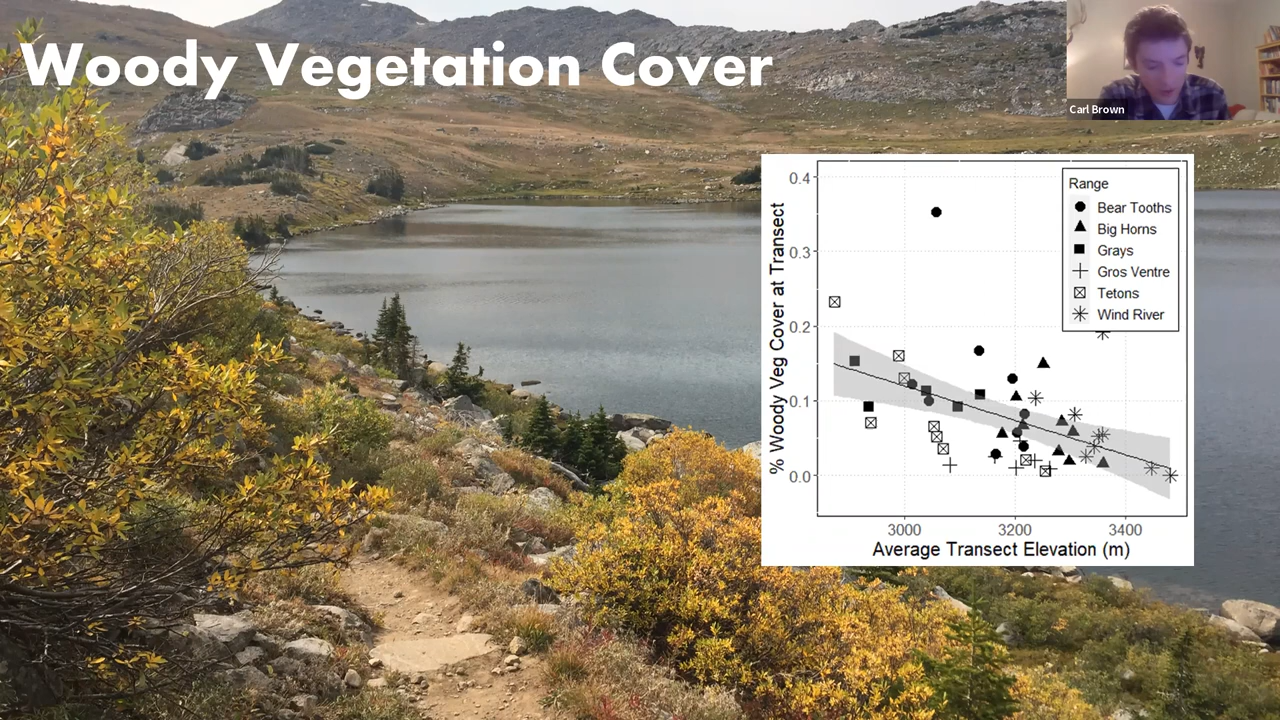 Woody Vegetation Cover
Carl Brown
% Woody Veg Cover at Transect
0.4
0.3
0.2
0.1
0.0
Range
Bear Tooths
Big Horns
Grays
Gros Ventre
Tetons
Wind River
3000
3200
3400
Average Transect Elevation (m)